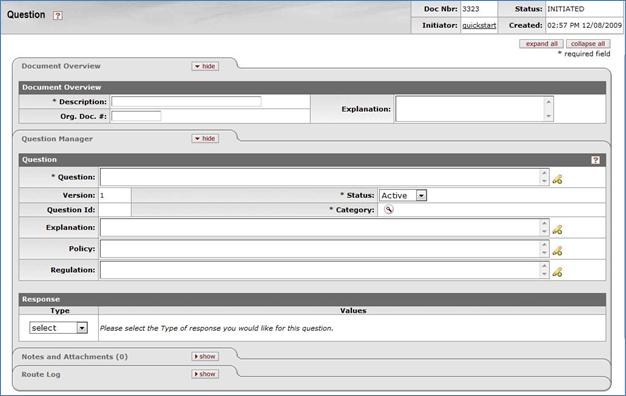 Question ?
Doc Nbr: 3323 Status: INITIATED
Initiator: quickstart Created: 02:57 PM 12/08/2009
expand all collapse all
* required field
Document Overview hide
Document Overview
* Description: Explanation:
Org. Doc. #:
Question Manager hide
Question ?
* Question:
Version: 1 * Status: Active
Question Id: * Category:
Explanation:
Policy:
Regulation:
Response
Type Values
select Please select the Type of response you would like for this question.
Notes and Attachments (0) show
Route Log show